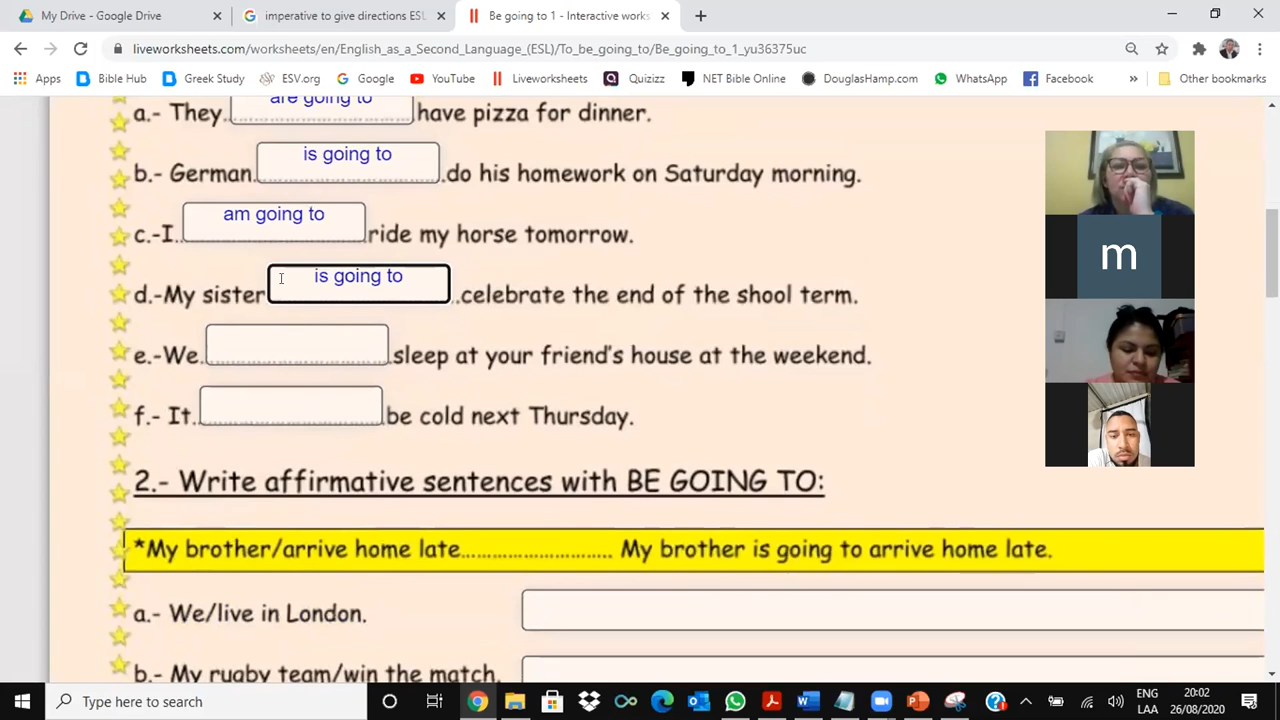 My Drive - Google Drive
imperative to give directions ESL
Be going to 1 - Interactive works
liveworksheets.com/worksheets/en/English_as_a_Second_Language_(ESL)/To_be_going_to/Be_going_to_1_yu36375uc
Apps Bible Hub Greek Study ESV.org Google YouTube Liveworksheets Quizizz NET Bible Online DouglasHamp.com WhatsApp Facebook » Other bookmarks
a.- They are going to have pizza for dinner.
b.- German is going to do his homework on Saturday morning.
c.-I am going to ride my horse tomorrow.
d.-My sister is going to celebrate the end of the shool term.
e.-We sleep at your friend's house at the weekend.
f.- It be cold next Thursday.
m
2.- Write affirmative sentences with BE GOING TO:
*My brother/arrive home late............................ My brother is going to arrive home late.
a.- We/live in London.
b.- My rugby team/win the match.
Type here to search
ENG
LAA
20:02
26/08/2020